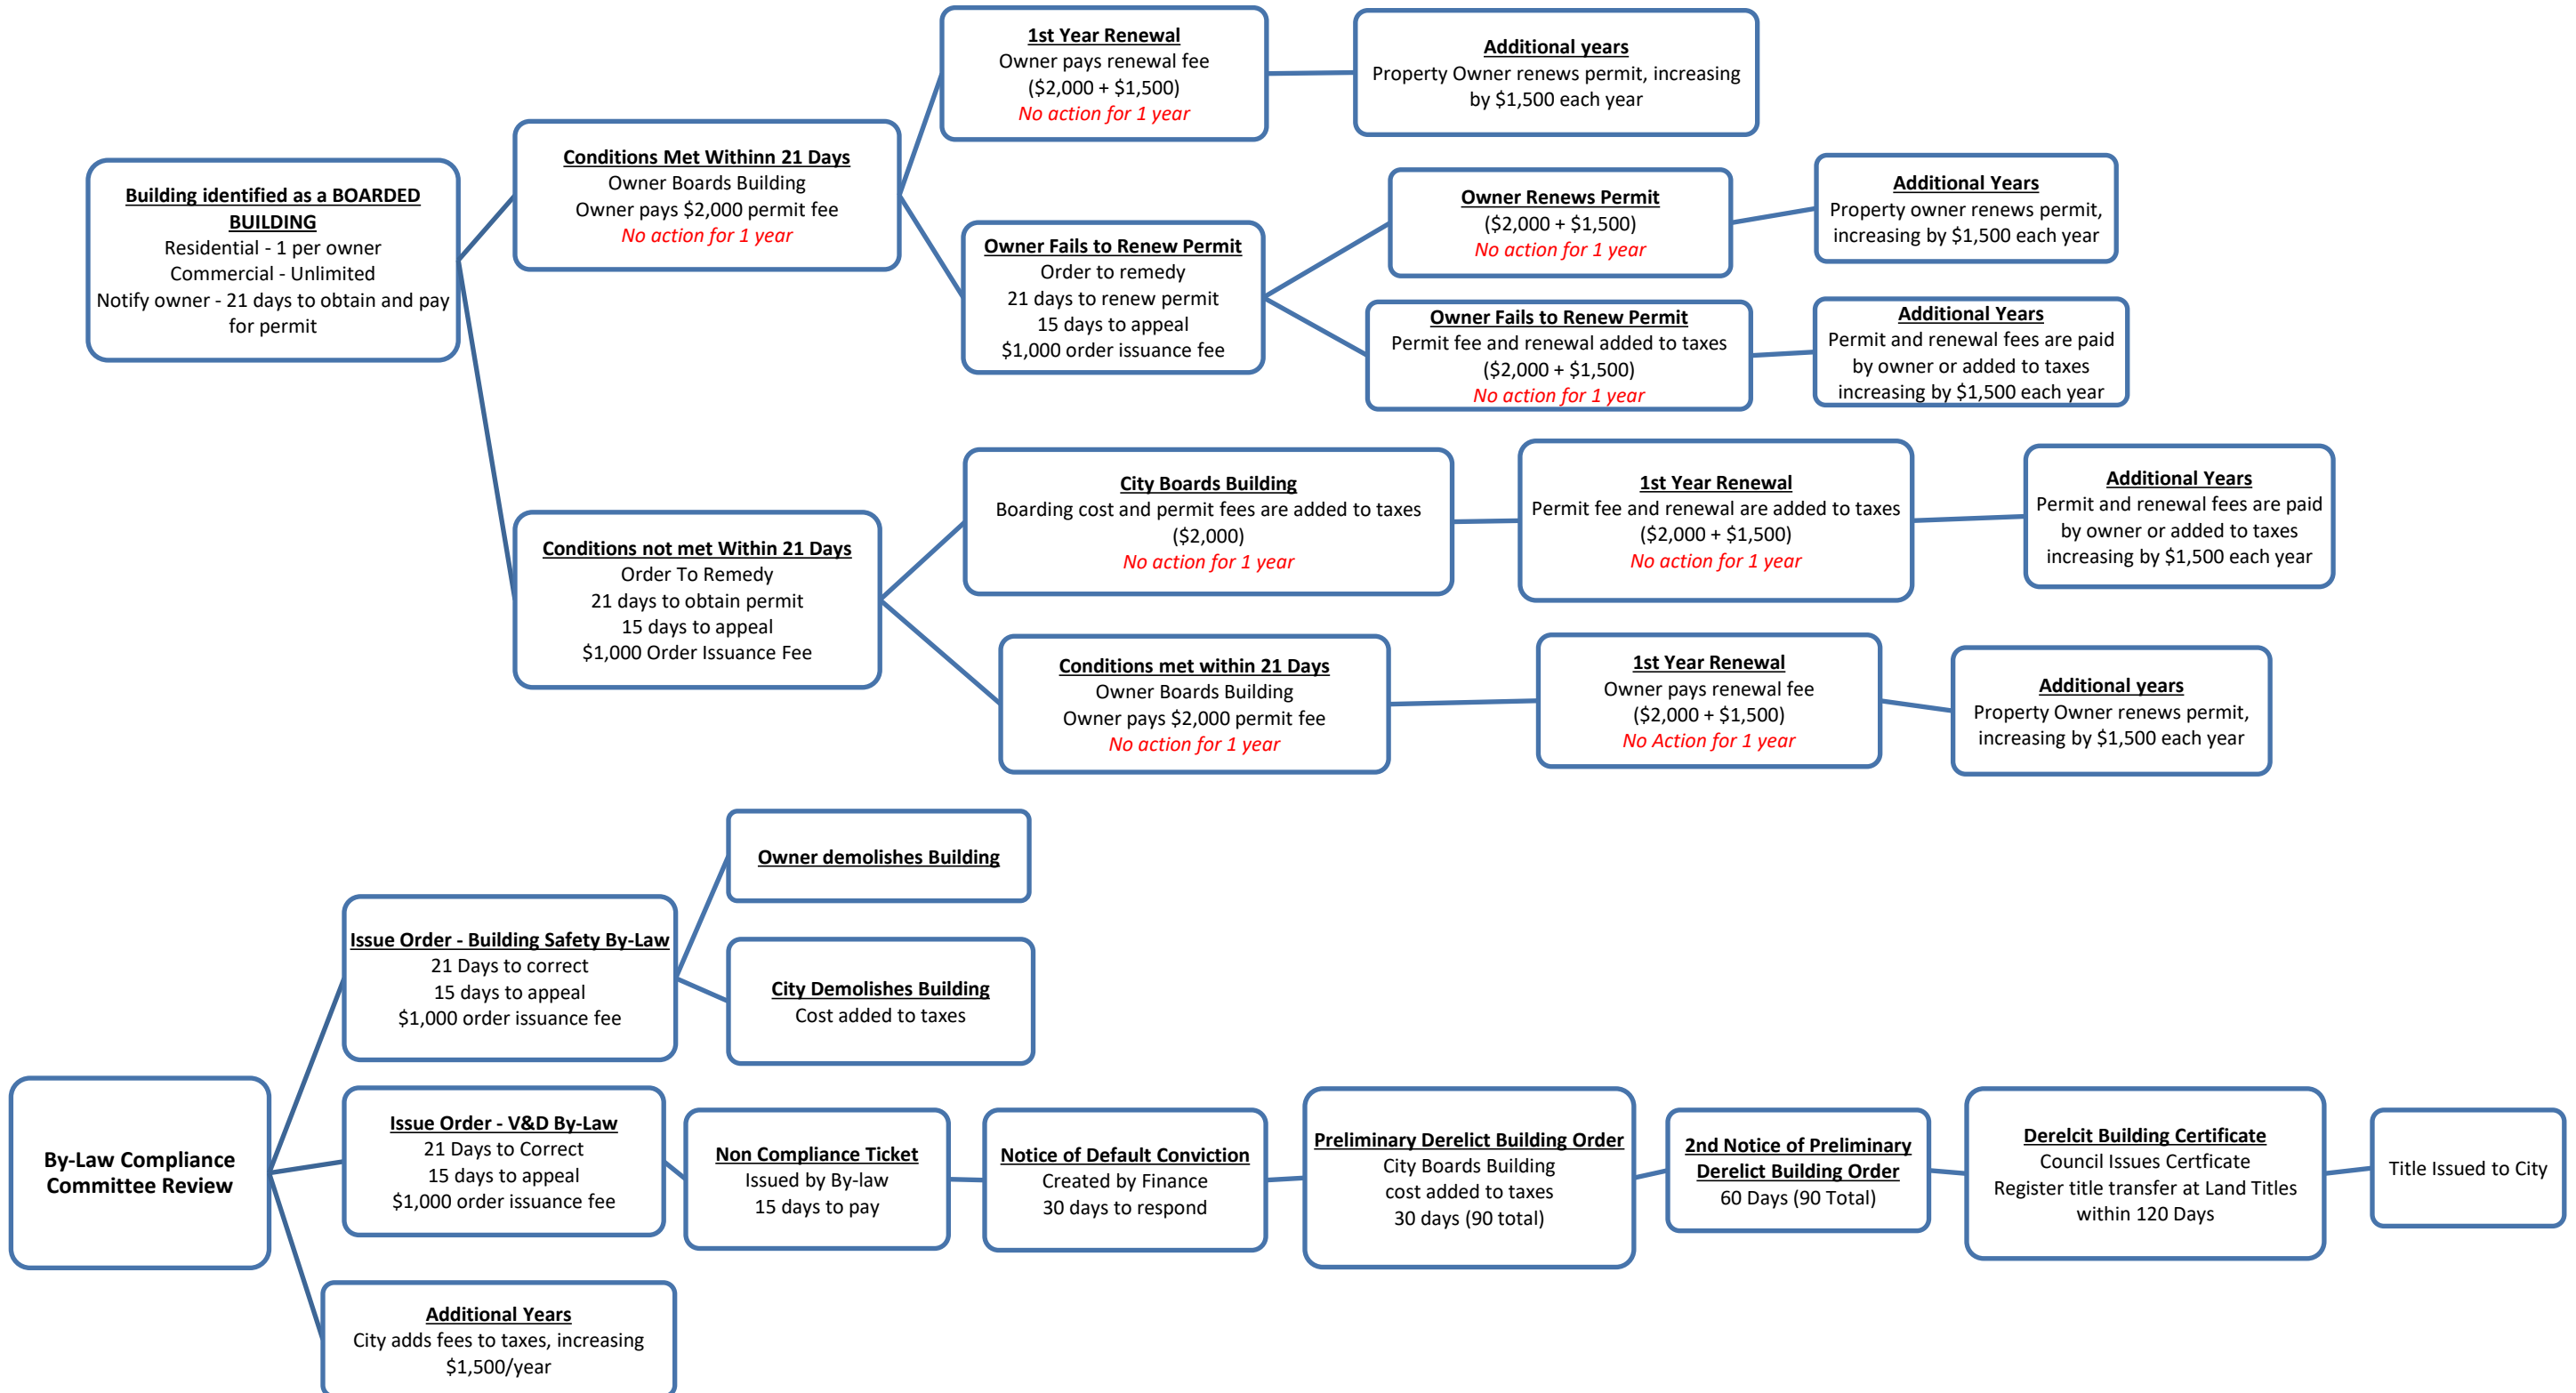 Building identified as a BOARDED
BUILDING
Residential - 1 per owner
Commercial - Unlimited
Notify owner - 21 days to obtain and pay
for permit
Conditions Met Withinn 21 Days
Owner Boards Building
Owner pays $2,000 permit fee
No action for 1 year
1st Year Renewal
Owner pays renewal fee
($2,000 + $1,500)
No action for 1 year
Additional years
Property Owner renews permit, increasing
by $1,500 each year
Owner Fails to Renew Permit
Order to remedy
21 days to renew permit
15 days to appeal
$1,000 order issuance fee
Owner Renews Permit
($2,000 + $1,500)
No action for 1 year
Additional Years
Property owner renews permit,
increasing by $1,500 each year
Owner Fails to Renew Permit
Permit fee and renewal added to taxes
($2,000 + $1,500)
No action for 1 year
Additional Years
Permit and renewal fees are paid
by owner or added to taxes
increasing by $1,500 each year
Conditions not met Within 21 Days
Order To Remedy
21 days to obtain permit
15 days to appeal
$1,000 Order Issuance Fee
City Boards Building
Boarding cost and permit fees are added to taxes
($2,000)
No action for 1 year
1st Year Renewal
Permit fee and renewal are added to taxes
($2,000 + $1,500)
No action for 1 year
Additional Years
Permit and renewal fees are paid
by owner or added to taxes
increasing by $1,500 each year
Conditions met within 21 Days
Owner Boards Building
Owner pays $2,000 permit fee
No action for 1 year
1st Year Renewal
Owner pays renewal fee
($2,000 + $1,500)
No Action for 1 year
Additional years
Property Owner renews permit,
increasing by $1,500 each year
By-Law Compliance
Committee Review
Issue Order - Building Safety By-Law
21 Days to correct
15 days to appeal
$1,000 order issuance fee
Owner demolishes Building
City Demolishes Building
Cost added to taxes
Issue Order - V&D By-Law
21 Days to Correct
15 days to appeal
$1,000 order issuance fee
Non Compliance Ticket
Issued by By-law
15 days to pay
Notice of Default Conviction
Created by Finance
30 days to respond
Preliminary Derelict Building Order
City Boards Building
cost added to taxes
30 days (90 total)
2nd Notice of Preliminary
Derelict Building Order
60 Days (90 Total)
Derelcit Building Certificate
Council Issues Certficate
Register title transfer at Land Titles
within 120 Days
Title Issued to City
Additional Years
City adds fees to taxes, increasing
$1,500/year